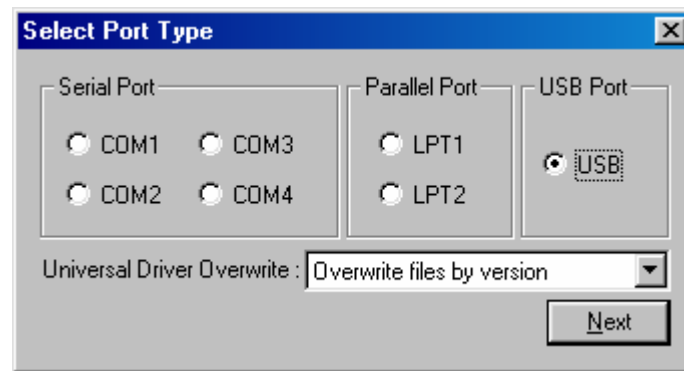 Select Port Type
Serial Port
Parallel Port
USB Port
COM1
COM3
LPT1
USB
COM2
COM4
LPT2
Universal Driver Overwrite : Overwrite files by version
Next